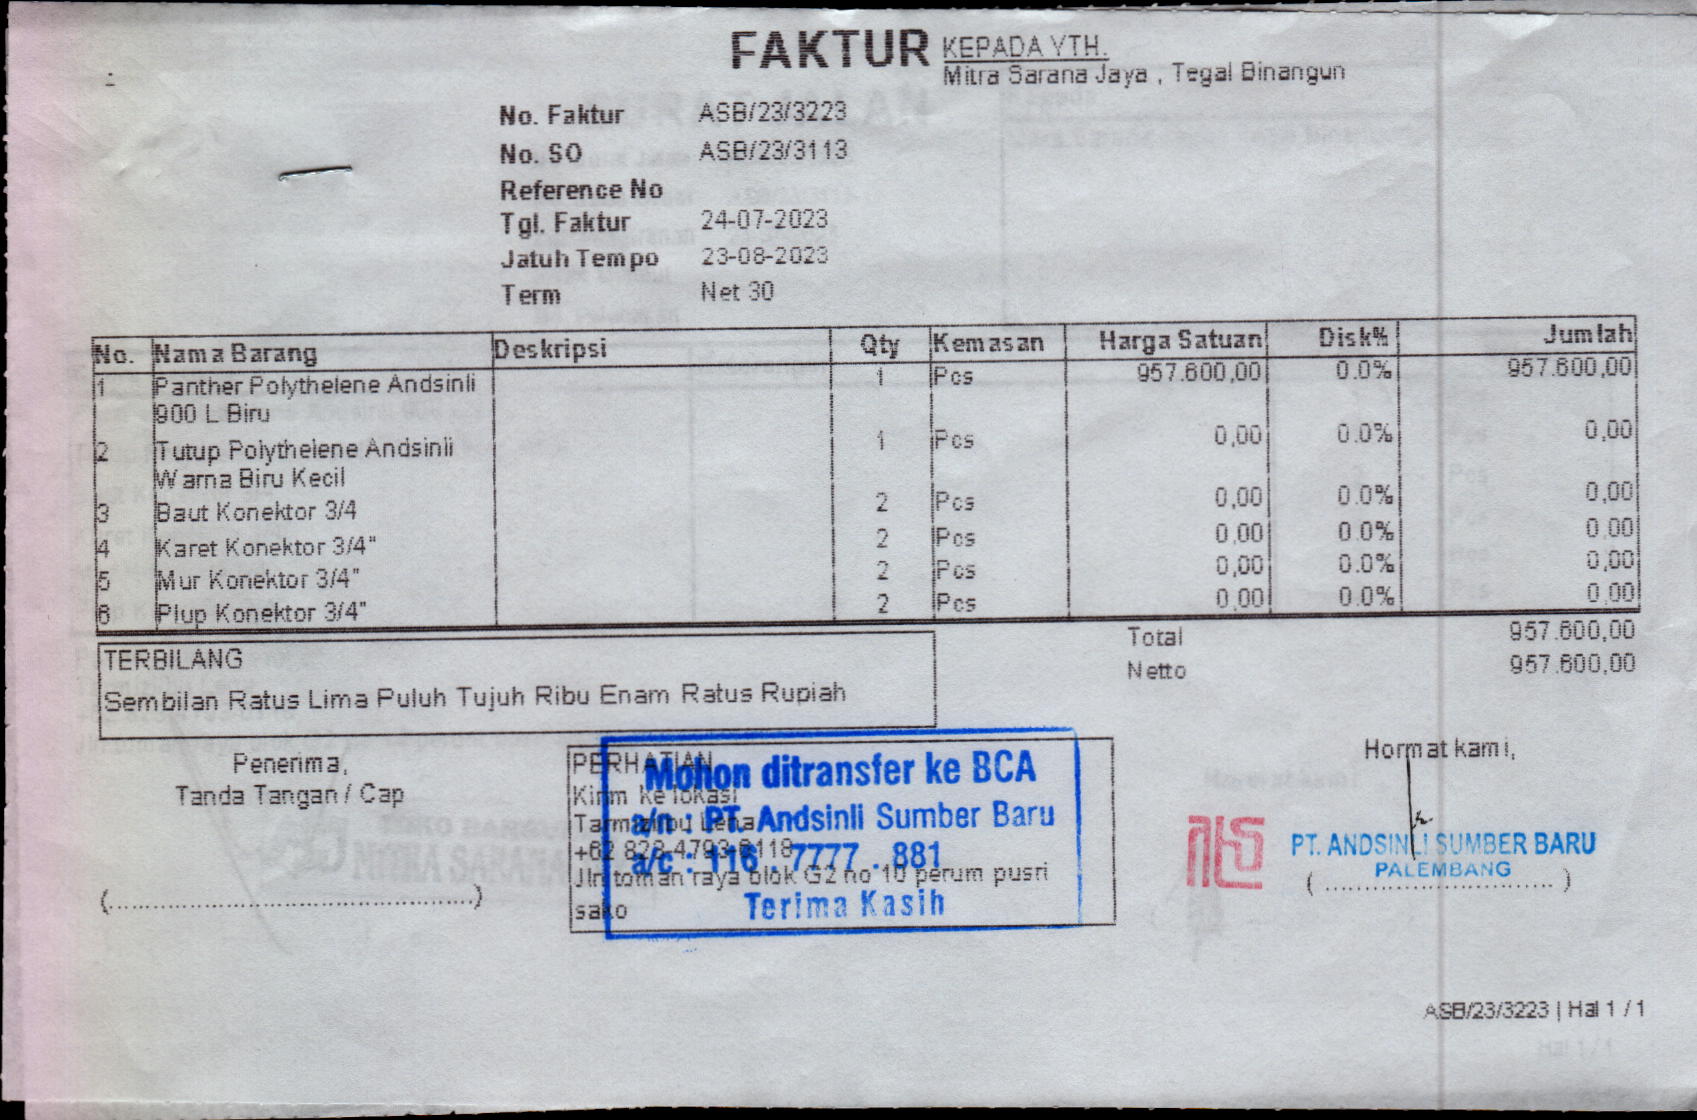 FAKTUR
KEPADA YTH.
Mitra Sarana Jaya , Tegal Binangun
No. Faktur ASB/23/3223
No. SO ASB/23/3113
Reference No
Tgl. Faktur 24-07-2023
Jatuh Tempo 23-08-2023
Term Net 30
No. Nama Barang Deskripsi Qty Kemasan Harga Satuan Disk% Jumlah
1 Panther Polythelene Andsinli 1 Pcs 957.600,00 0.0% 957.600,00
900 L Biru
2 Tutup Polythelene Andsinli 1 Pcs 0,00 0.0% 0,00
Warna Biru Kecil
3 Baut Konektor 3/4 2 Pcs 0,00 0.0% 0,00
4 Karet Konektor 3/4" 2 Pcs 0,00 0.0% 0,00
5 Mur Konektor 3/4" 2 Pcs 0,00 0.0% 0,00
6 Plup Konektor 3/4" 2 Pcs 0,00 0.0% 0,00
Total 957.600,00
Netto 957.600,00
TERBILANG
Sembilan Ratus Lima Puluh Tujuh Ribu Enam Ratus Rupiah
Penerima,
Tanda Tangan / Cap
(..................................................)
PERHATIAN
Kirim ke lokasi
Jln toman raya blok G2 no 10 perum pusri
sako
Mohon ditransfer ke BCA
a/n : PT. Andsinli Sumber Baru
a/c : 116 . 7777 . 881
Terima Kasih
Hormat kami,
PT. ANDSINLI SUMBER BARU
PALEMBANG
(................................)
ASB/23/3223 | Hal 1 / 1